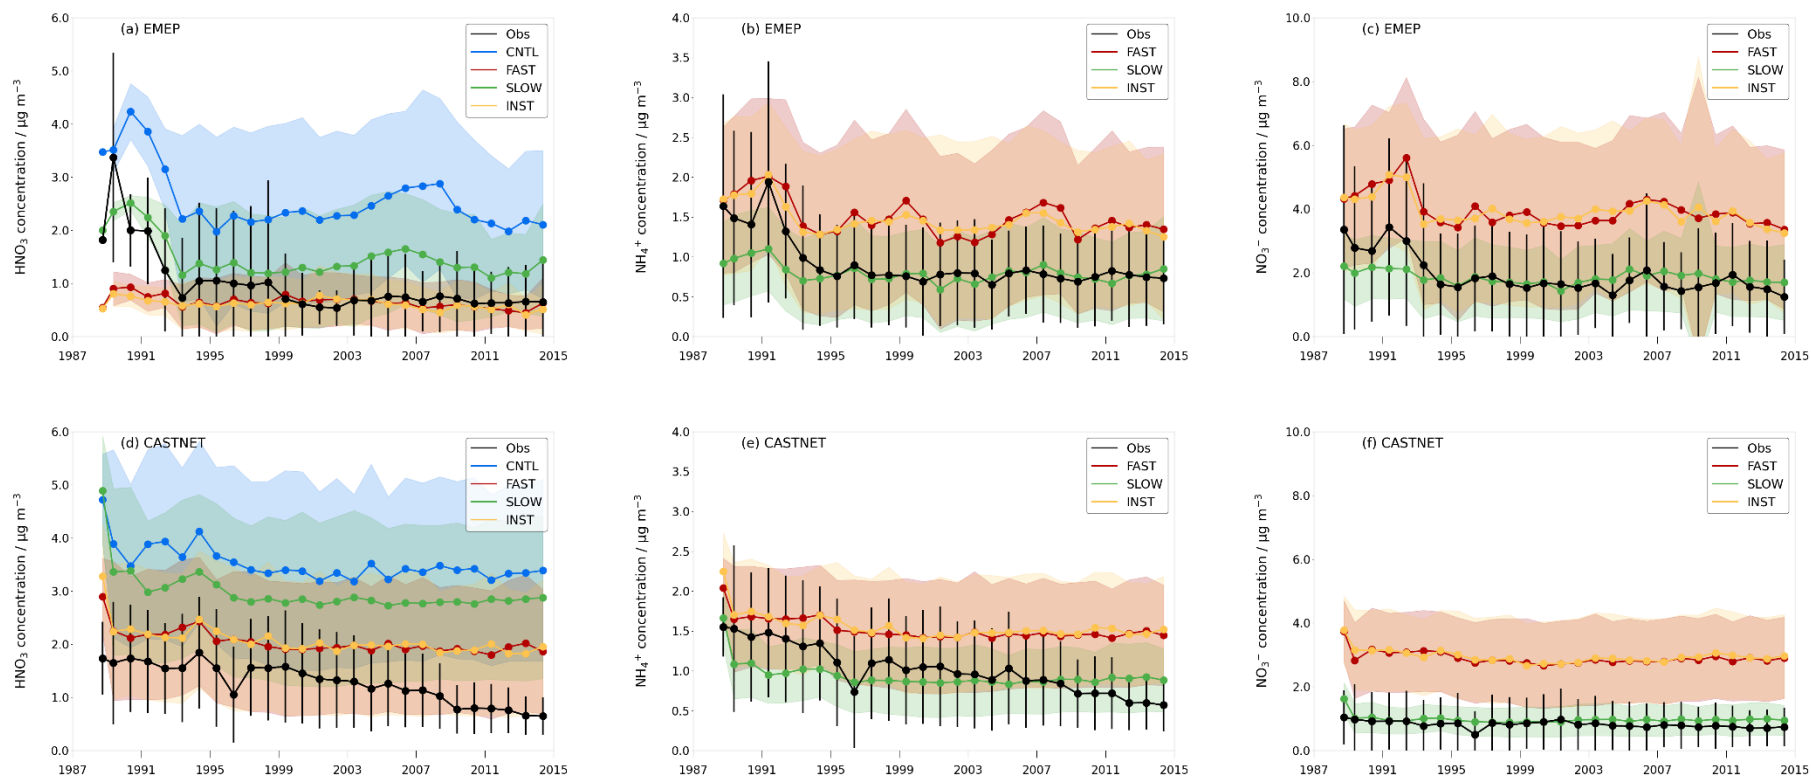 (a) EMEP
HNO₃ concentration / µg m⁻³
6.0
5.0
4.0
3.0
2.0
1.0
0.0
1987
1991
1995
1999
2003
2007
2011
2015
Obs
CNTL
FAST
SLOW
INST
(b) EMEP
NH₄⁺ concentration / µg m⁻³
4.0
3.5
3.0
2.5
2.0
1.5
1.0
0.5
0.0
1987
1991
1995
1999
2003
2007
2011
2015
Obs
FAST
SLOW
INST
(c) EMEP
NO₃⁻ concentration / µg m⁻³
10.0
8.0
6.0
4.0
2.0
0.0
1987
1991
1995
1999
2003
2007
2011
2015
Obs
FAST
SLOW
INST
(d) CASTNET
HNO₃ concentration / µg m⁻³
6.0
5.0
4.0
3.0
2.0
1.0
0.0
1987
1991
1995
1999
2003
2007
2011
2015
Obs
CNTL
FAST
SLOW
INST
(e) CASTNET
NH₄⁺ concentration / µg m⁻³
4.0
3.5
3.0
2.5
2.0
1.5
1.0
0.5
0.0
1987
1991
1995
1999
2003
2007
2011
2015
Obs
FAST
SLOW
INST
(f) CASTNET
NO₃⁻ concentration / µg m⁻³
10.0
8.0
6.0
4.0
2.0
0.0
1987
1991
1995
1999
2003
2007
2011
2015
Obs
FAST
SLOW
INST